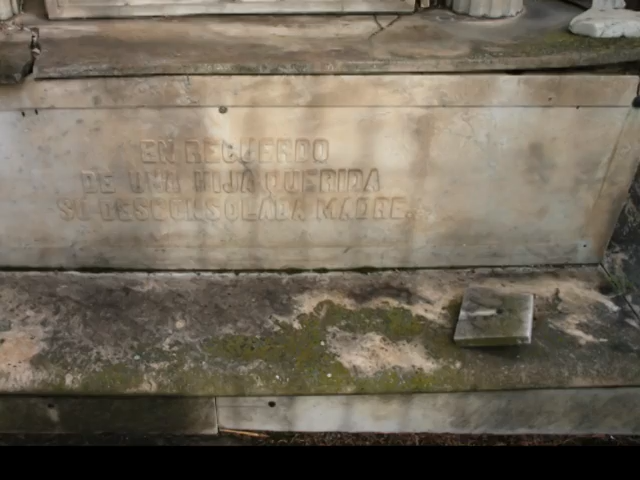 EN RECUERDO
DE UNA HIJA QUERIDA
SU DESCONSOLADA MADRE